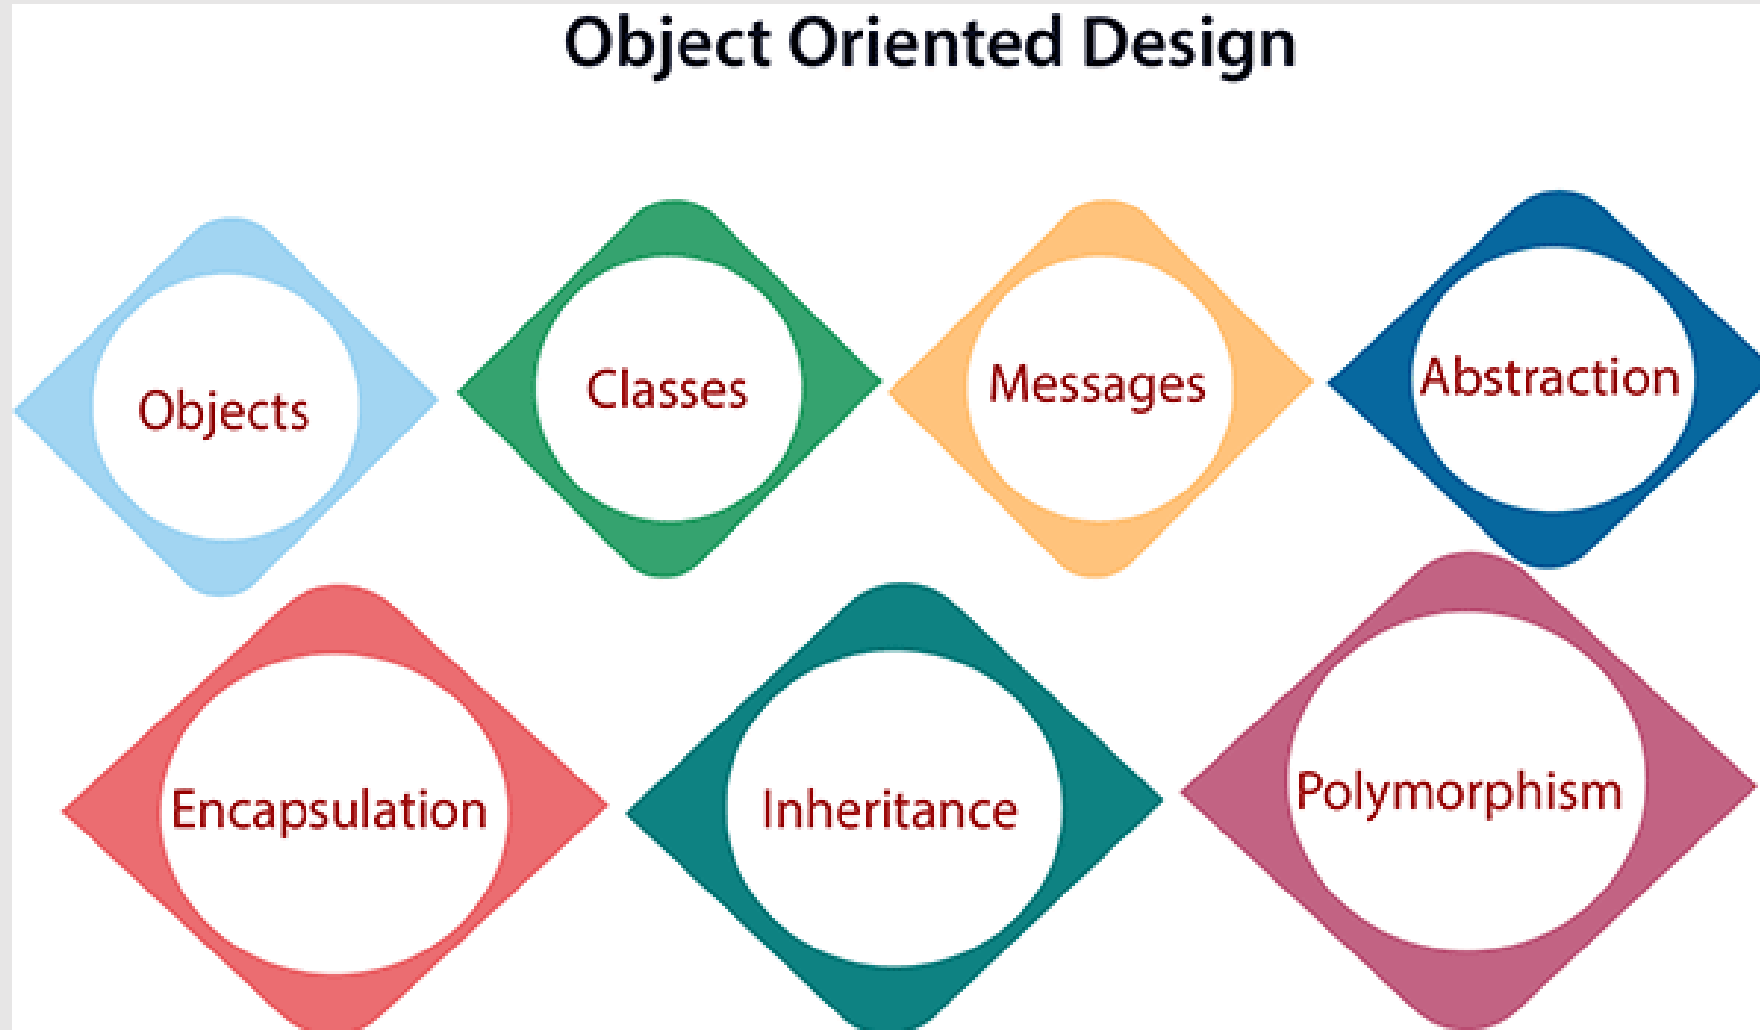 Object Oriented Design
Objects
Classes
Messages
Abstraction
Encapsulation
Inheritance
Polymorphism